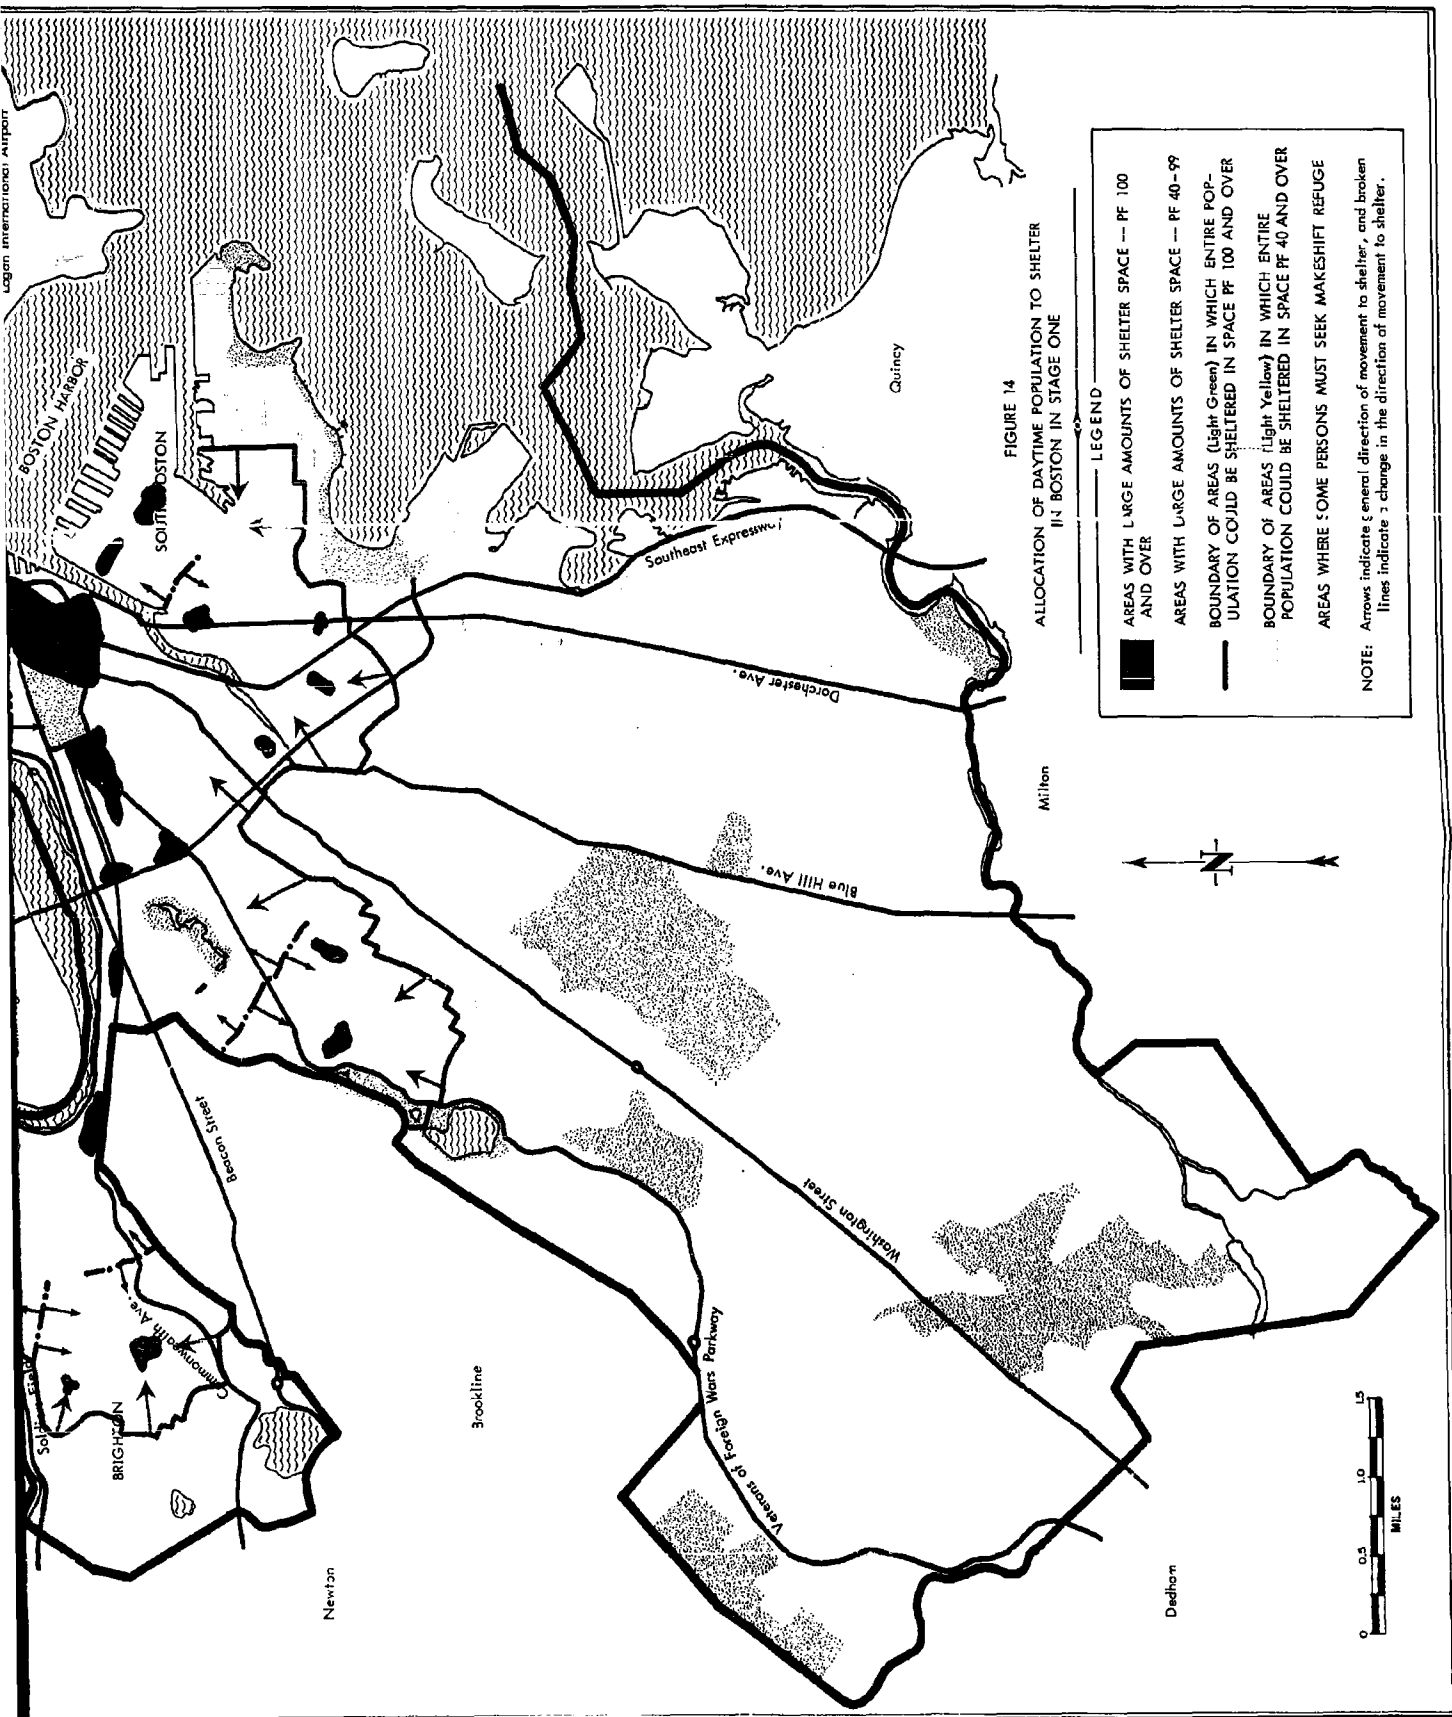 Logan International Airport
BOSTON HARBOR
SOUTH BOSTON
Southeast Expressway
Dorchester Ave.
Blue Hill Ave.
Washington Street
Veterans of Foreign Wars Parkway
Beacon Street
Commonwealth Ave.
BRIGHTON
Newton
Brookline
Dedham
Milton
Quincy
FIGURE 14
ALLOCATION OF DAYTIME POPULATION TO SHELTER
IN BOSTON IN STAGE ONE
LEGEND
AREAS WITH LARGE AMOUNTS OF SHELTER SPACE -- PF 100
AND OVER
AREAS WITH LARGE AMOUNTS OF SHELTER SPACE -- PF 40-99
BOUNDARY OF AREAS (Light Green) IN WHICH ENTIRE POP-
ULATION COULD BE SHELTERED IN SPACE PF 100 AND OVER
BOUNDARY OF AREAS (Light Yellow) IN WHICH ENTIRE
POPULATION COULD BE SHELTERED IN SPACE PF 40 AND OVER
AREAS WHERE SOME PERSONS MUST SEEK MAKESHIFT REFUGE
NOTE: Arrows indicate general direction of movement to shelter, and broken
lines indicate a change in the direction of movement to shelter.
N
0 0.5 1.0 1.5
MILES